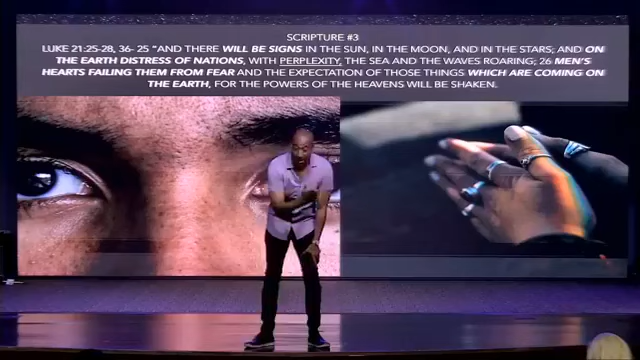 SCRIPTURE #3
LUKE 21:25-28, 36- 25 "AND THERE WILL BE SIGNS IN THE SUN, IN THE MOON, AND IN THE STARS; AND ON
THE EARTH DISTRESS OF NATIONS, WITH PERPLEXITY, THE SEA AND THE WAVES ROARING; 26 MEN'S
HEARTS FAILING THEM FROM FEAR AND THE EXPECTATION OF THOSE THINGS WHICH ARE COMING ON
THE EARTH, FOR THE POWERS OF THE HEAVENS WILL BE SHAKEN.